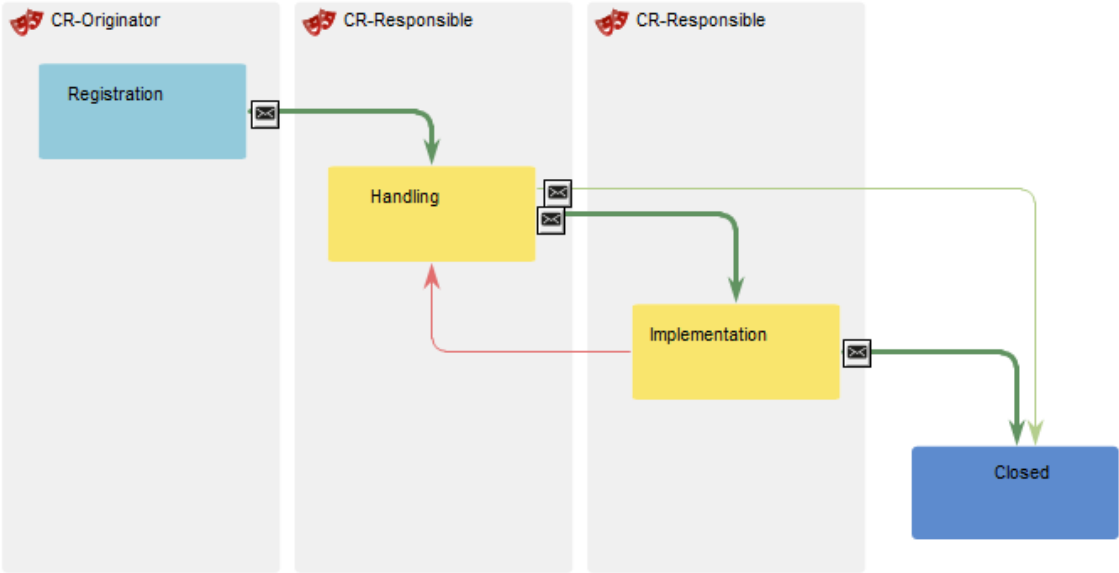 CR-Originator
CR-Responsible
CR-Responsible
Registration
Handling
Implementation
Closed